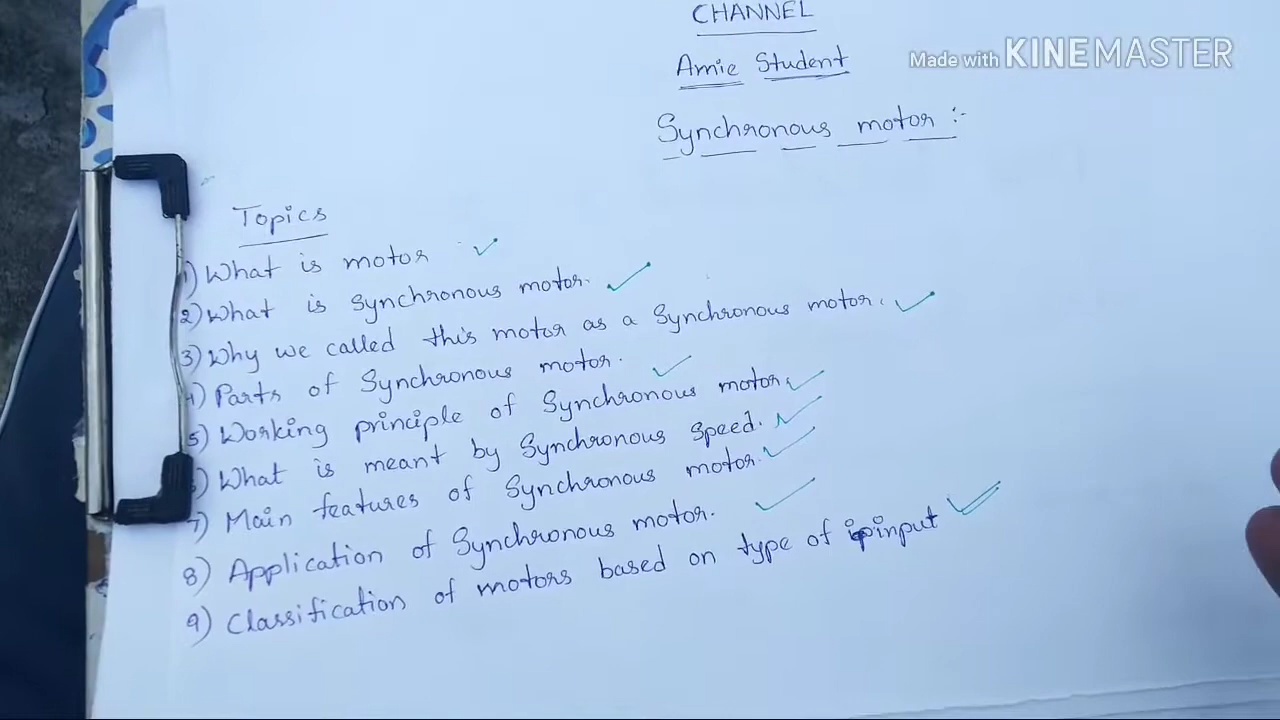 CHANNEL
Made with KINEMASTER
Amie Student
Synchronous motor :-
Topics
1) What is motor
2) What is Synchronous motor.
3) Why we called this motor as a Synchronous motor.
4) Parts of Synchronous motor.
5) Working principle of Synchronous motor.
6) What is meant by Synchronous Speed.
7) Main features of Synchronous motor.
8) Application of Synchronous motor.
9) Classification of motors based on type of input